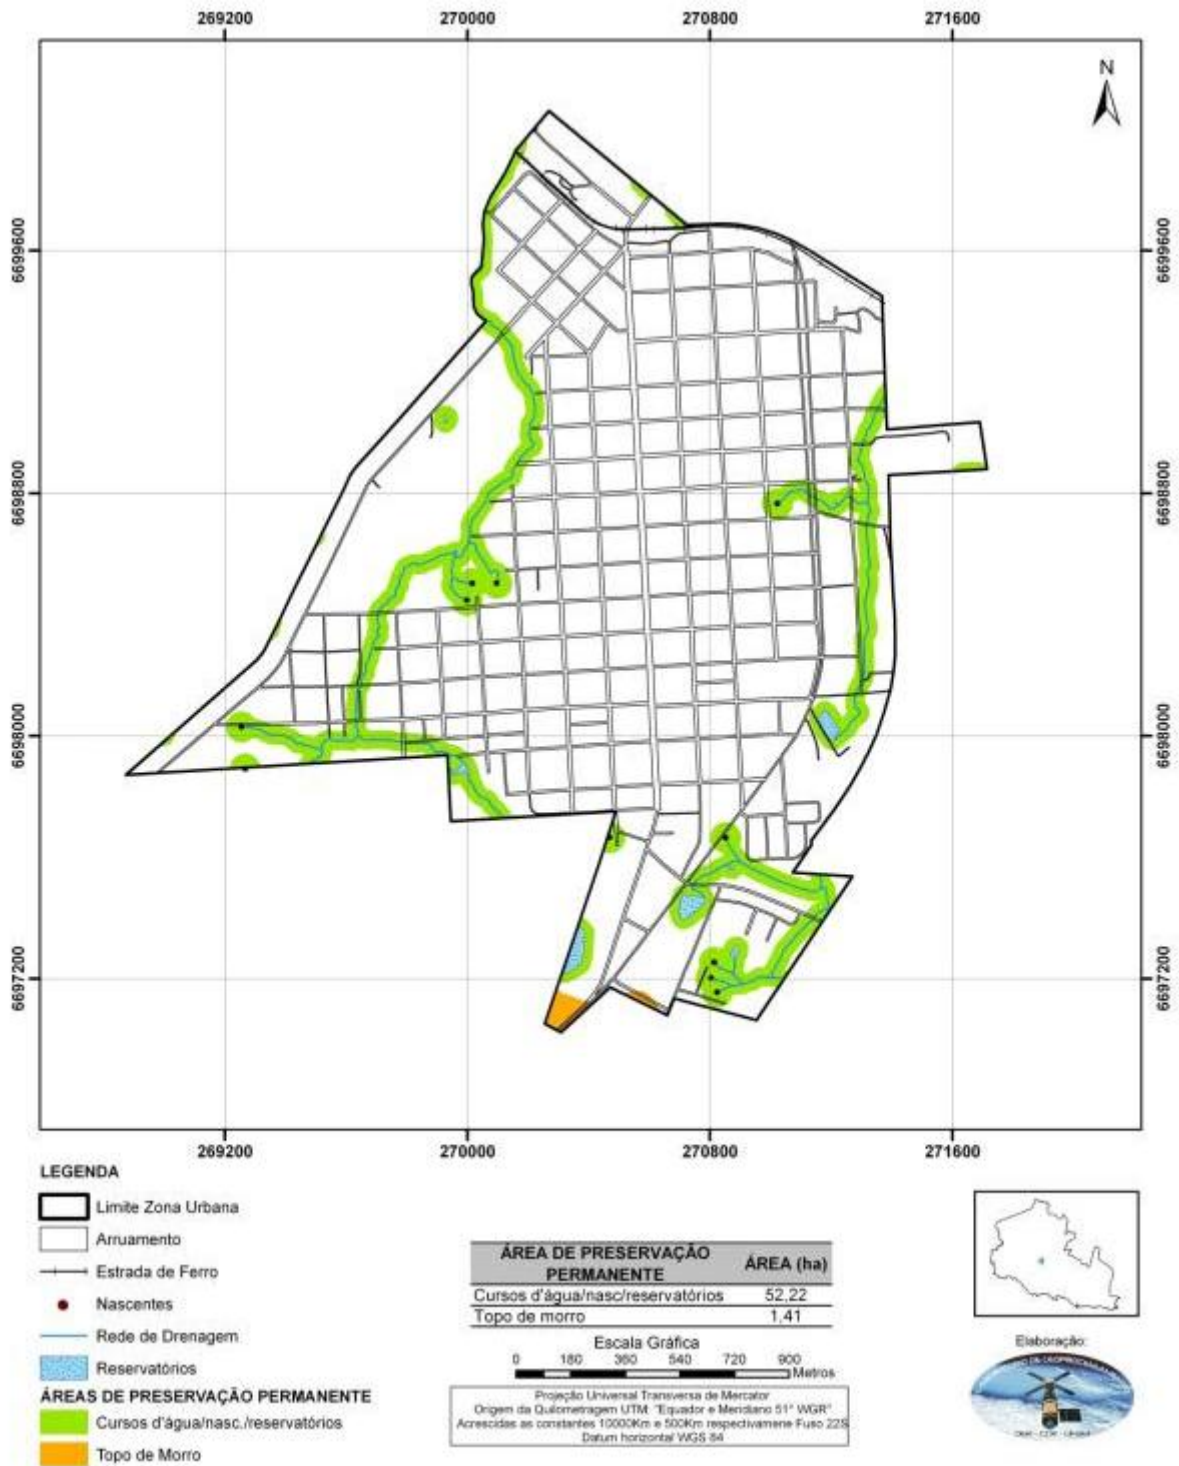 269200 270000 270800 271600
N
6699600 6699600
6698800 6698800
6698000 6698000
6697200 6697200
269200 270000 270800 271600
LEGENDA
Limite Zona Urbana
Arruamento
Estrada de Ferro
Nascentes
Rede de Drenagem
Reservatórios
ÁREAS DE PRESERVAÇÃO PERMANENTE
Cursos d'água/nasc./reservatórios
Topo de Morro
ÁREA DE PRESERVAÇÃO
PERMANENTE
ÁREA (ha)
Cursos d'água/nasc/reservatórios 52,22
Topo de morro 1,41
Escala Gráfica
0 180 360 540 720 900
Metros
Projeção Universal Transversa de Mercator
Origem da Quilometragem UTM: "Equador e Meridiano 51° WGR"
Acrescidas as constantes 10000Km e 500Km respectivamene Fuso 22S
Datum horizontal WGS 84
Elaboração: